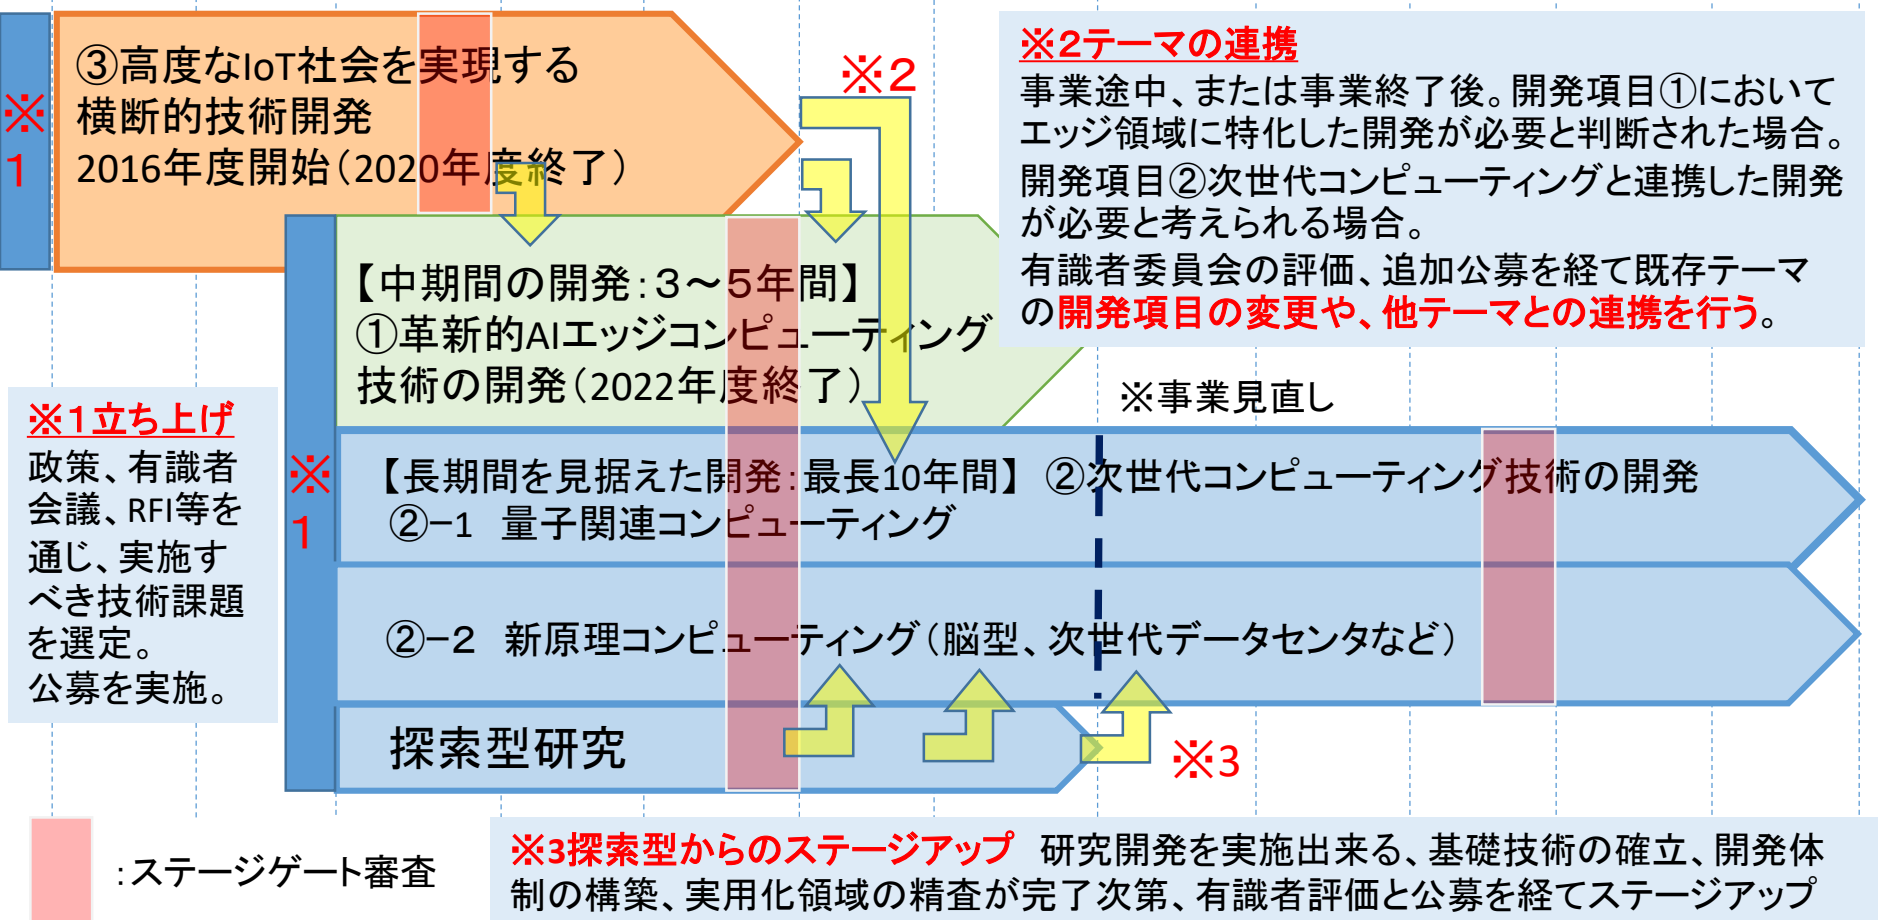 ※1
③高度なIoT社会を実現する
横断的技術開発
2016年度開始（2020年度終了）
※2
※2テーマの連携
事業途中、または事業終了後。開発項目①において
エッジ領域に特化した開発が必要と判断された場合。
開発項目②次世代コンピューティングと連携した開発
が必要と考えられる場合。
有識者委員会の評価、追加公募を経て既存テーマ
の開発項目の変更や、他テーマとの連携を行う。
【中期間の開発：３～５年間】
①革新的AIエッジコンピューティング
技術の開発（2022年度終了）
※事業見直し
※1立ち上げ
政策、有識者
会議、RFI等を
通じ、実施す
べき技術課題
を選定。
公募を実施。
※1
【長期間を見据えた開発：最長10年間】 ②次世代コンピューティング技術の開発
②－1 量子関連コンピューティング
②－２ 新原理コンピューティング（脳型、次世代データセンタなど）
探索型研究
※3
：ステージゲート審査
※3探索型からのステージアップ 研究開発を実施出来る、基礎技術の確立、開発体
制の構築、実用化領域の精査が完了次第、有識者評価と公募を経てステージアップ